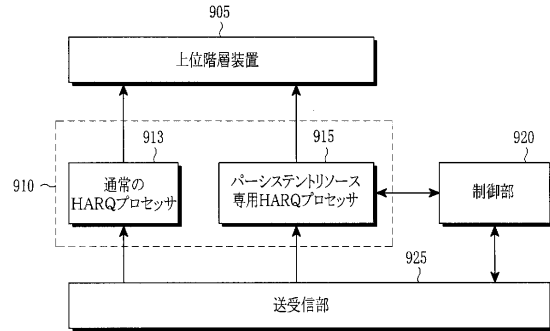 905
上位階層装置
913
915
920
910
通常の
HARQプロセッサ
パーシステントリソース
専用HARQプロセッサ
制御部
925
送受信部